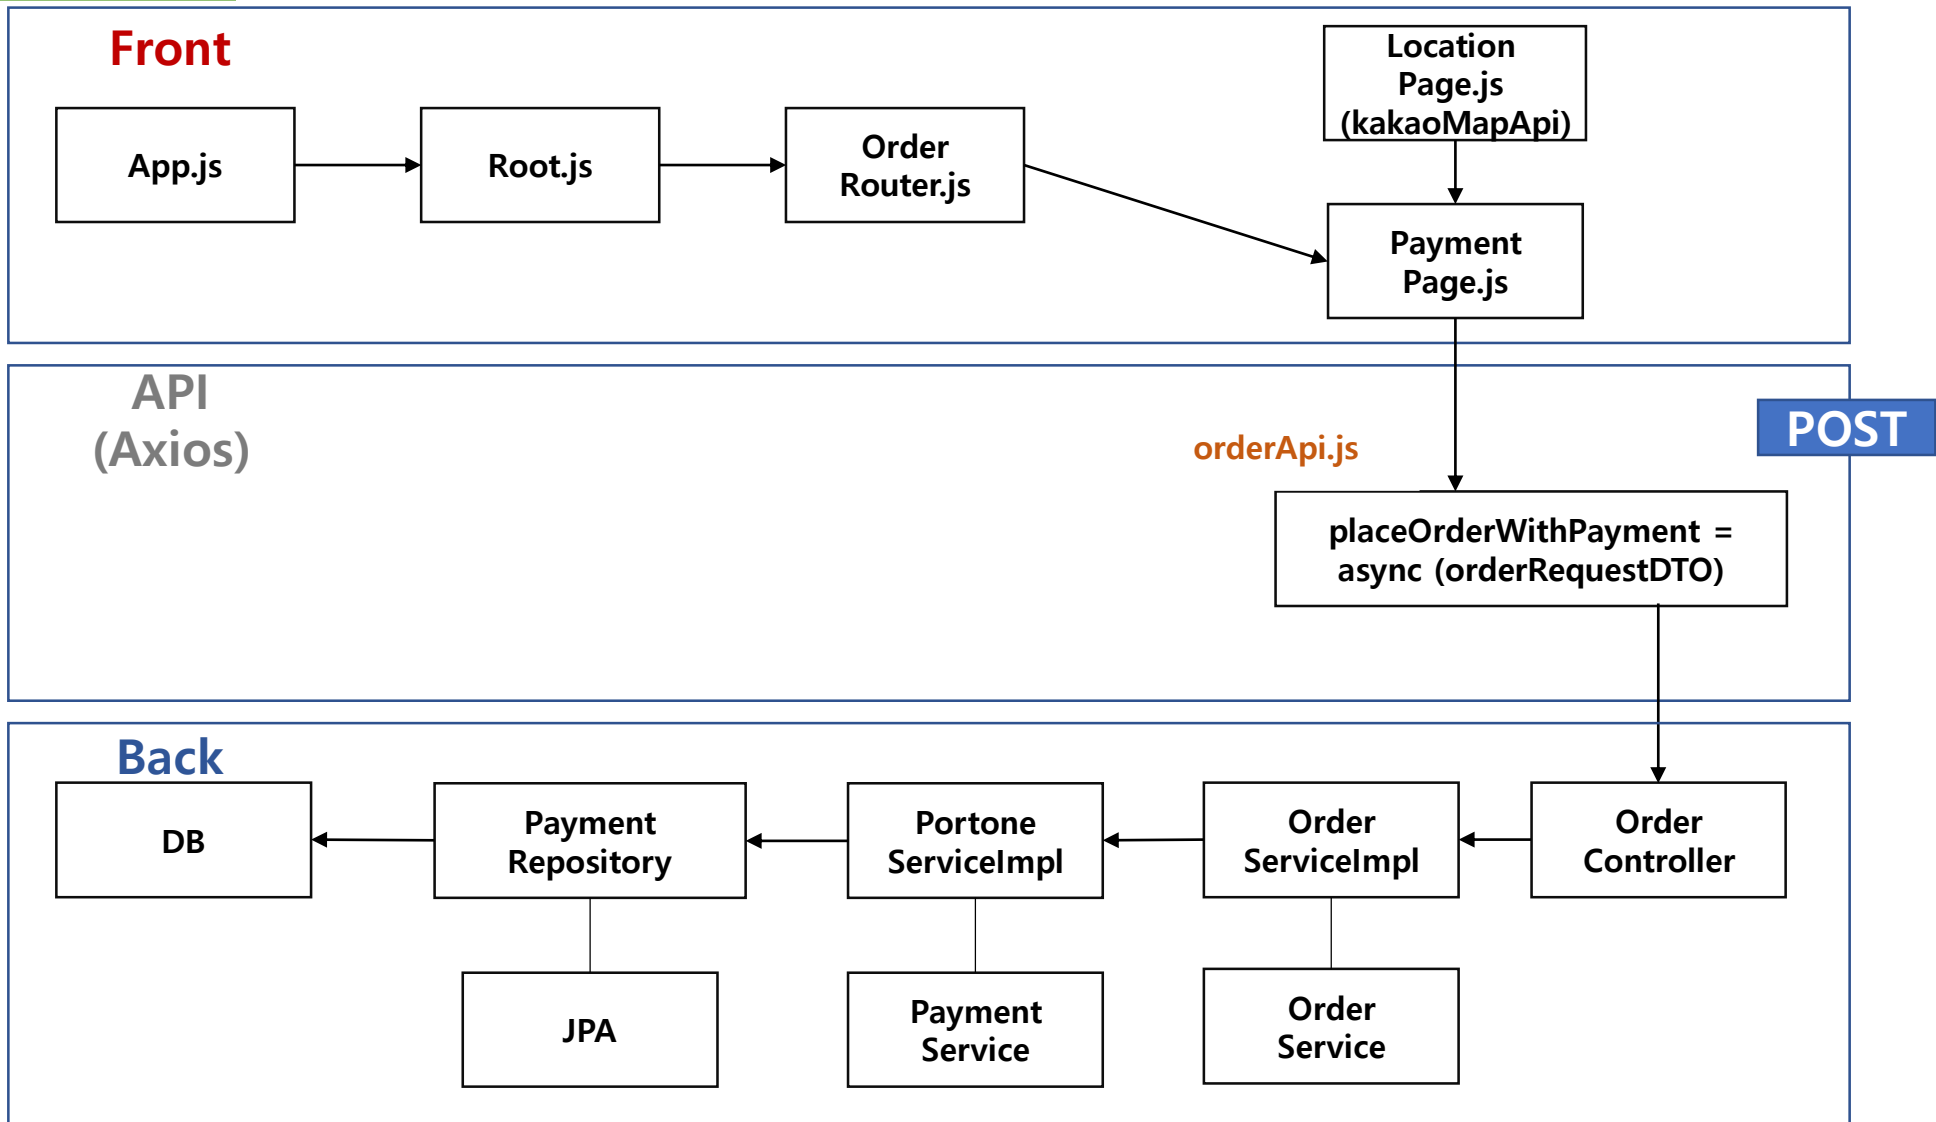 Front
App.js
Root.js
Order
Router.js
Location
Page.js
(kakaoMapApi)
Payment
Page.js
API
(Axios)
POST
orderApi.js
placeOrderWithPayment =
async (orderRequestDTO)
Back
DB
Payment
Repository
Portone
ServiceImpl
Order
ServiceImpl
Order
Controller
JPA
Payment
Service
Order
Service